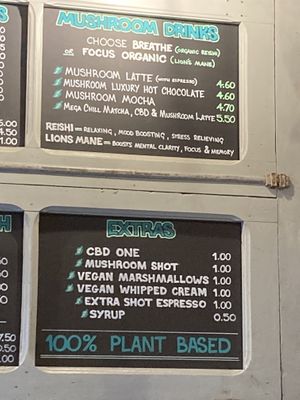 MUSHROOM DRINKS
CHOOSE BREATHE (ORGANIC REISHI)
OR FOCUS ORGANIC (LION'S MANE)
MUSHROOM LATTE (WITH ESPRESSO) 4.60
MUSHROOM LUXURY HOT CHOCOLATE 4.60
MUSHROOM MOCHA 4.70
MEGA CHILL MATCHA, CBD & MUSHROOM LATTE 5.50
REISHI = RELAXING, MOOD BOOSTING, STRESS RELIEVING
LIONS MANE = BOOSTS MENTAL CLARITY, FOCUS & MEMORY
EXTRAS
CBD ONE 1.00
MUSHROOM SHOT 1.00
VEGAN MARSHMALLOWS 1.00
VEGAN WHIPPED CREAM 1.00
EXTRA SHOT ESPRESSO 1.00
SYRUP 0.50
100% PLANT BASED